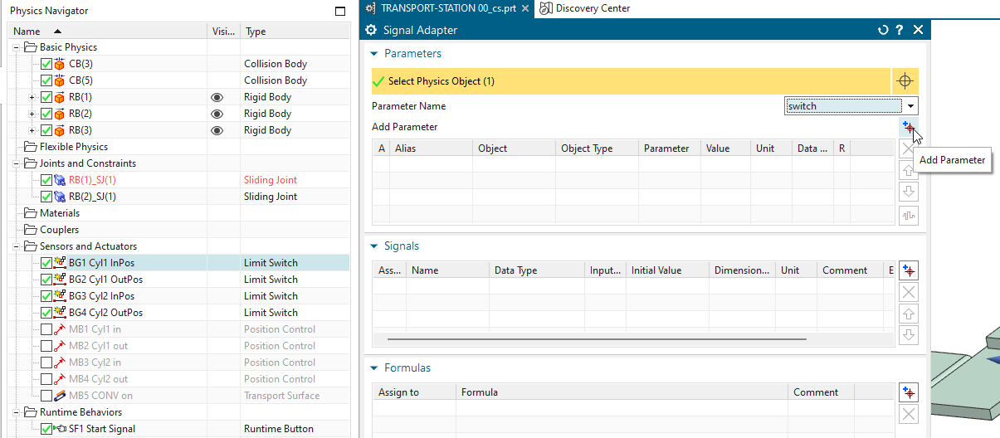 Physics Navigator
Name Visi... Type
Basic Physics
CB(3) Collision Body
CB(5) Collision Body
RB(1) Rigid Body
RB(2) Rigid Body
RB(3) Rigid Body
Flexible Physics
Joints and Constraints
RB(1)_SJ(1) Sliding Joint
RB(2)_SJ(1) Sliding Joint
Materials
Couplers
Sensors and Actuators
BG1 Cyl1 InPos Limit Switch
BG2 Cyl1 OutPos Limit Switch
BG3 Cyl2 InPos Limit Switch
BG4 Cyl2 OutPos Limit Switch
MB1 Cyl1 in Position Control
MB2 Cyl1 out Position Control
MB3 Cyl2 in Position Control
MB4 Cyl2 out Position Control
MB5 CONV on Transport Surface
Runtime Behaviors
SF1 Start Signal Runtime Button
TRANSPORT-STATION 00_cs.prt Discovery Center
Signal Adapter
Parameters
Select Physics Object (1)
Parameter Name switch
Add Parameter
A Alias Object Object Type Parameter Value Unit Data ... R
Add Parameter
Signals
Ass... Name Data Type Input... Initial Value Dimension... Unit Comment E
Formulas
Assign to Formula Comment